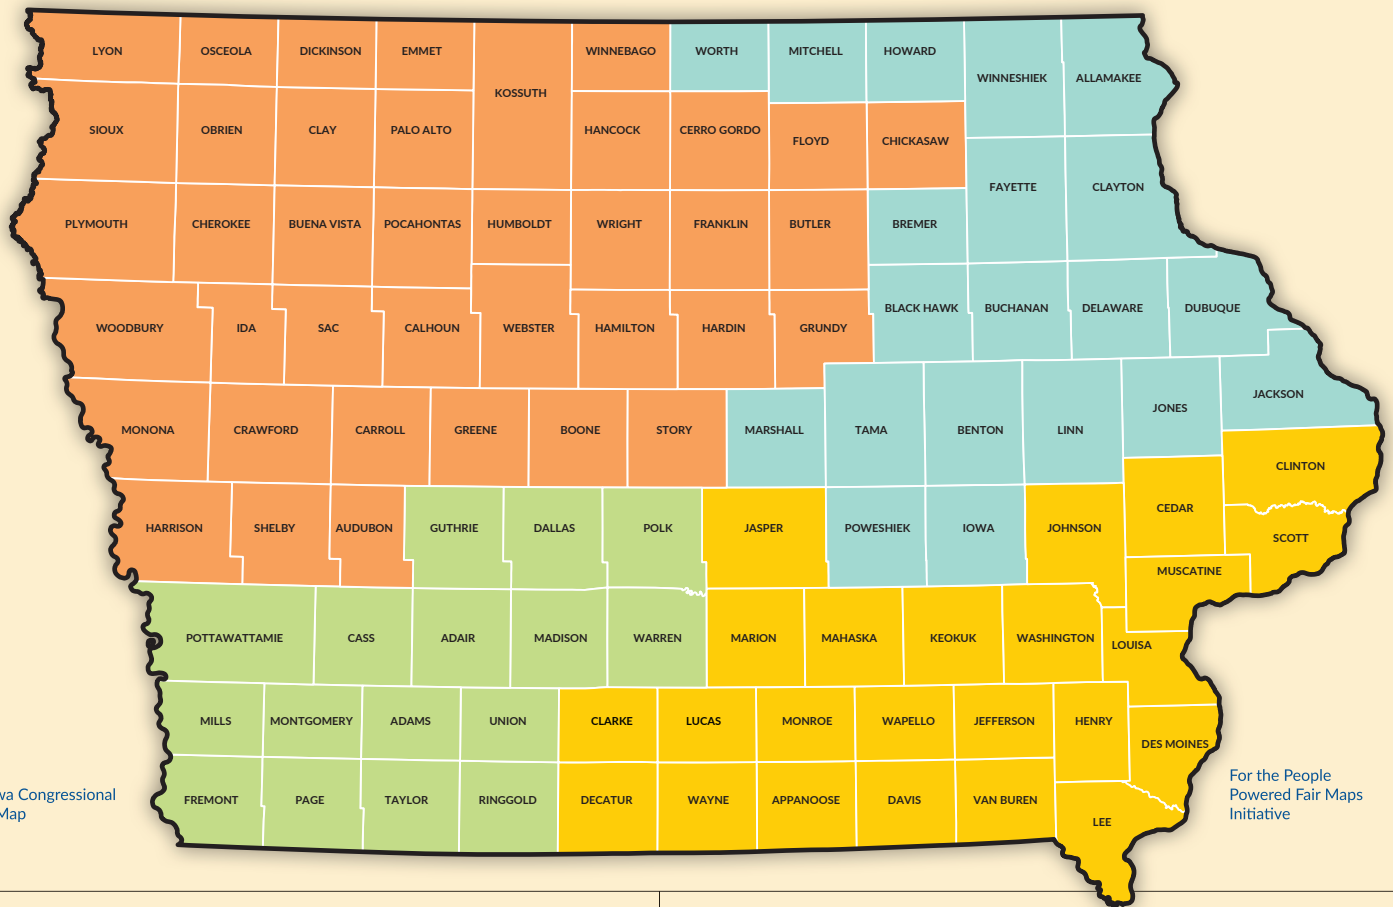 LYON
OSCEOLA
DICKINSON
EMMET
KOSSUTH
WINNEBAGO
WORTH
MITCHELL
HOWARD
WINNESHIEK
ALLAMAKEE
SIOUX
OBRIEN
CLAY
PALO ALTO
HANCOCK
CERRO GORDO
FLOYD
CHICKASAW
FAYETTE
CLAYTON
PLYMOUTH
CHEROKEE
BUENA VISTA
POCAHONTAS
HUMBOLDT
WRIGHT
FRANKLIN
BUTLER
BREMER
WOODBURY
IDA
SAC
CALHOUN
WEBSTER
HAMILTON
HARDIN
GRUNDY
BLACK HAWK
BUCHANAN
DELAWARE
DUBUQUE
MONONA
CRAWFORD
CARROLL
GREENE
BOONE
STORY
MARSHALL
TAMA
BENTON
LINN
JONES
JACKSON
HARRISON
SHELBY
AUDUBON
GUTHRIE
DALLAS
POLK
JASPER
POWESHIEK
IOWA
JOHNSON
CEDAR
CLINTON
SCOTT
MUSCATINE
POTTAWATTAMIE
CASS
ADAIR
MADISON
WARREN
MARION
MAHASKA
KEOKUK
WASHINGTON
LOUISA
MILLS
MONTGOMERY
ADAMS
UNION
CLARKE
LUCAS
MONROE
WAPELLO
JEFFERSON
HENRY
DES MOINES
FREMONT
PAGE
TAYLOR
RINGGOLD
DECATUR
WAYNE
APPANOOSE
DAVIS
VAN BUREN
LEE
wa Congressional
Map
For the People
Powered Fair Maps
Initiative